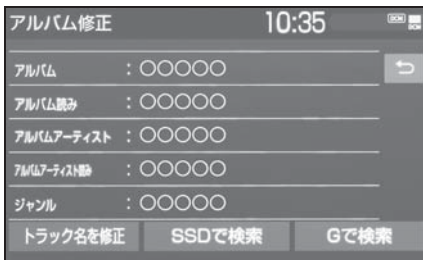 アルバム修正 10:35 DCM DCM
アルバム : ○○○○○
アルバム読み : ○○○○○
アルバムアーティスト : ○○○○○
アルバムアーティスト読み : ○○○○○
ジャンル : ○○○○○
トラック名を修正 SSDで検索 Gで検索